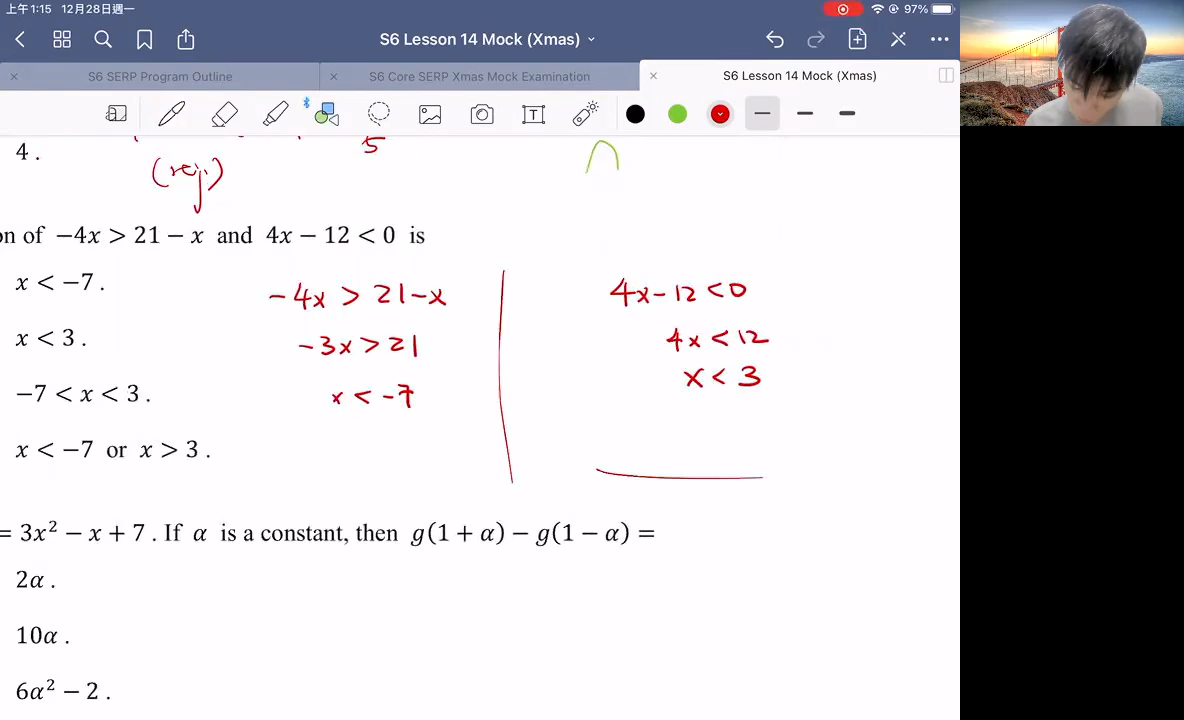 上午1:15 12月28日週一
97%
S6 Lesson 14 Mock (Xmas)
S6 SERP Program Outline
S6 Core SERP Xmas Mock Examination
S6 Lesson 14 Mock (Xmas)
5
4 .
(rej.)
on of −4x > 21 − x and 4x − 12 < 0 is
x < −7 .
x < 3 .
−7 < x < 3 .
x < −7 or x > 3 .
-4x > 21-x
-3x > 21
x < -7
4x-12 < 0
4x < 12
x < 3
= 3x² − x + 7 . If α is a constant, then g(1 + α) − g(1 − α) =
2α .
10α .
6α² − 2 .